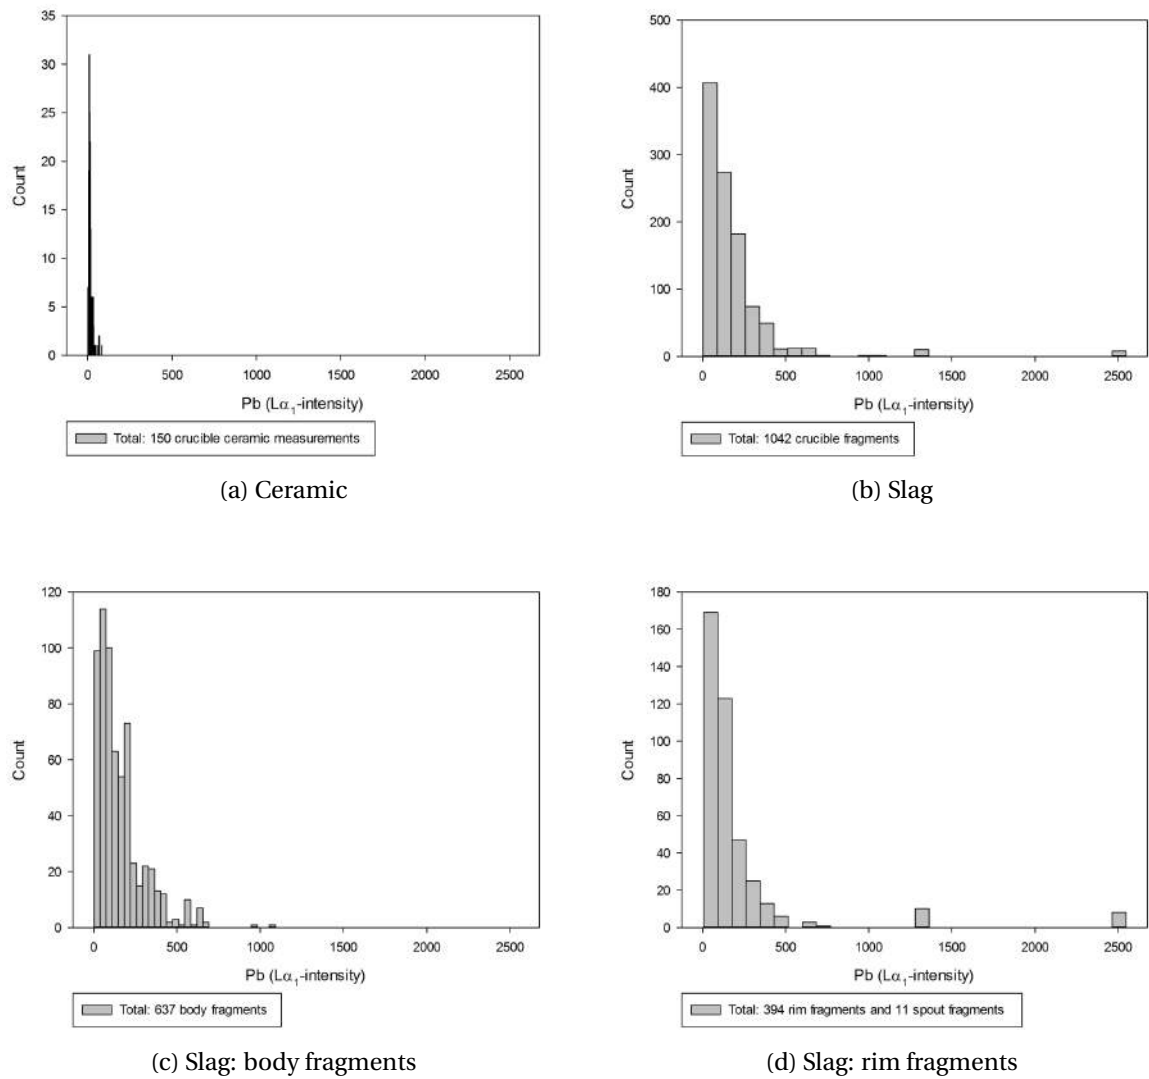 35
30
25
20
15
10
5
0
Count
0 500 1000 1500 2000 2500
Pb (Lα₁-intensity)
Total: 150 crucible ceramic measurements
(a) Ceramic
500
400
300
200
100
0
Count
0 500 1000 1500 2000 2500
Pb (Lα₁-intensity)
Total: 1042 crucible fragments
(b) Slag
120
100
80
60
40
20
0
Count
0 500 1000 1500 2000 2500
Pb (Lα₁-intensity)
Total: 637 body fragments
(c) Slag: body fragments
180
160
140
120
100
80
60
40
20
0
Count
0 500 1000 1500 2000 2500
Pb (Lα₁-intensity)
Total: 394 rim fragments and 11 spout fragments
(d) Slag: rim fragments